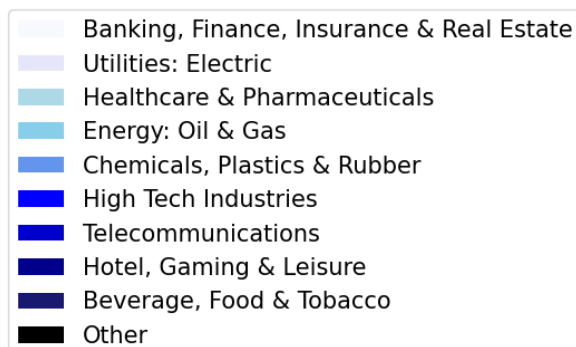 Banking, Finance, Insurance & Real Estate
Utilities: Electric
Healthcare & Pharmaceuticals
Energy: Oil & Gas
Chemicals, Plastics & Rubber
High Tech Industries
Telecommunications
Hotel, Gaming & Leisure
Beverage, Food & Tobacco
Other